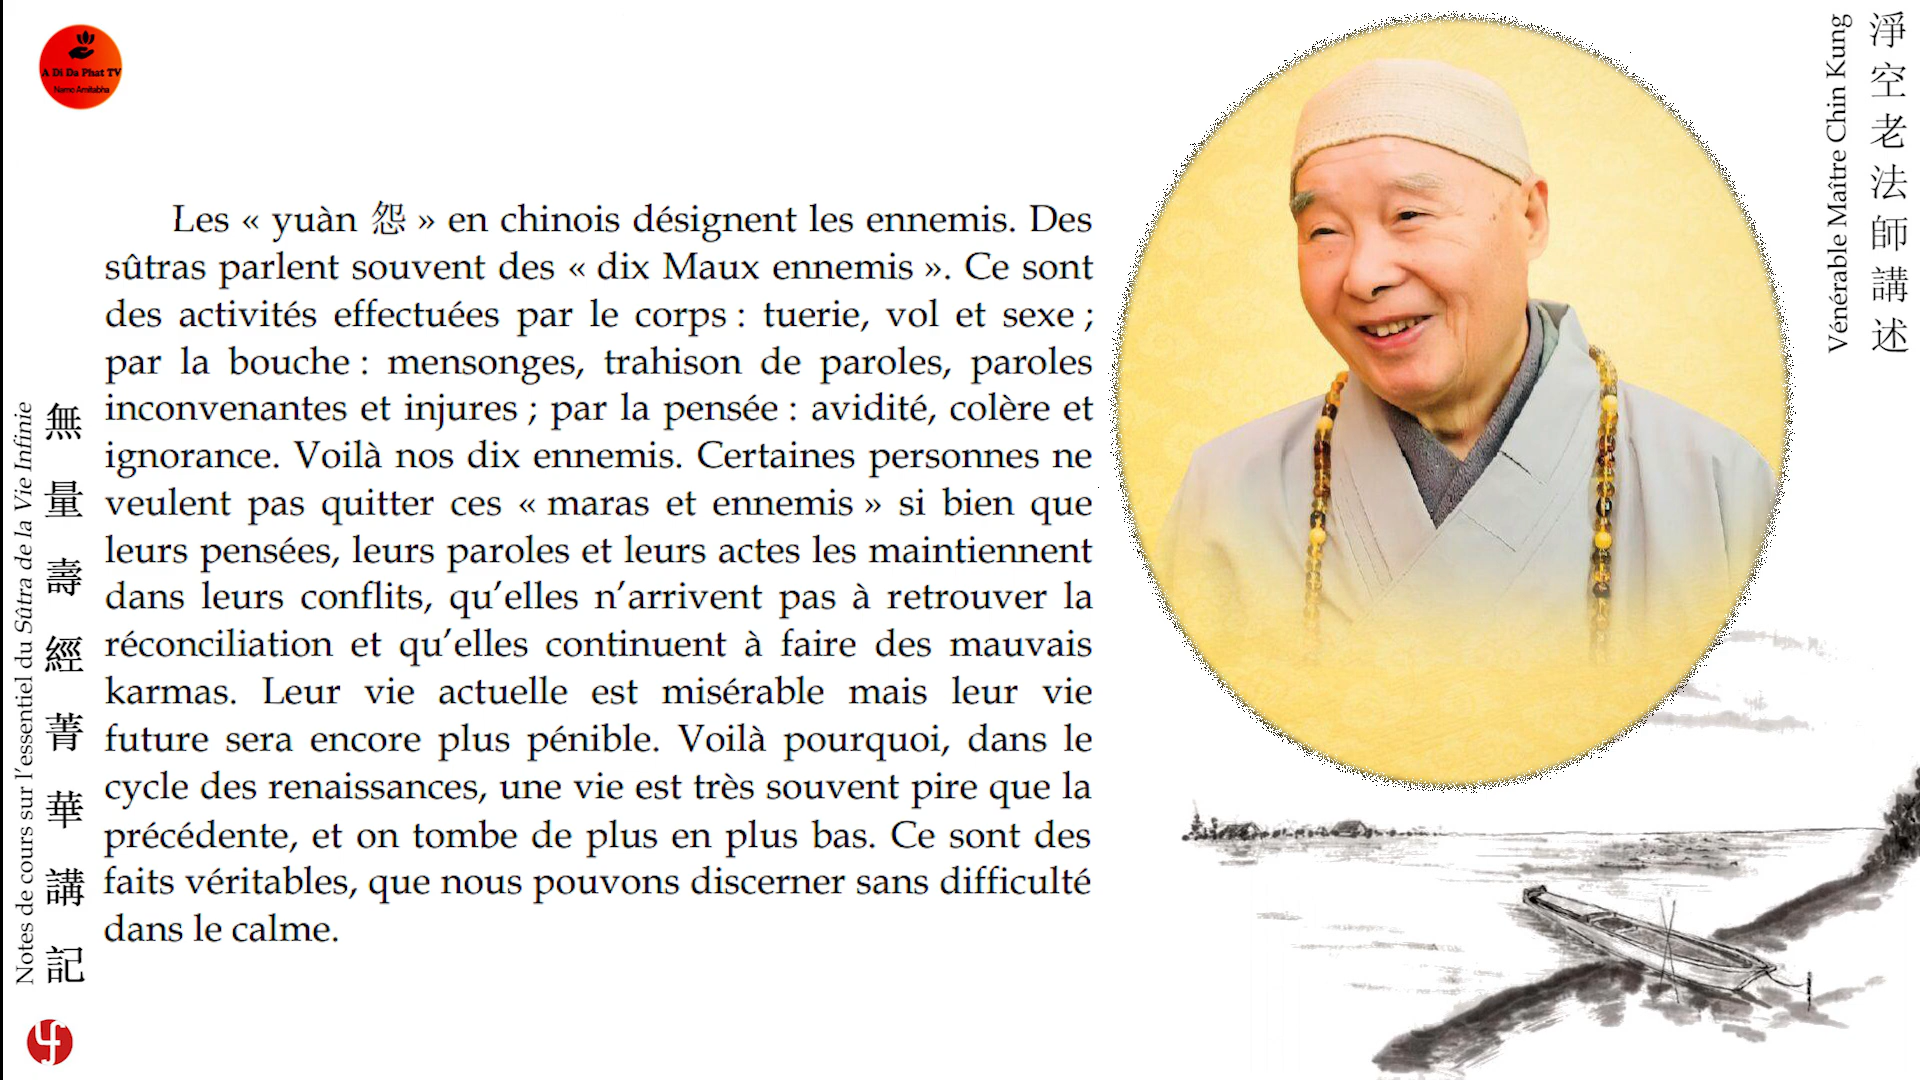 A Di Da Phat TV
Namo Amitabha
Les « yuàn 怨 » en chinois désignent les ennemis. Des
sûtras parlent souvent des « dix Maux ennemis ». Ce sont
des activités effectuées par le corps : tuerie, vol et sexe ;
par la bouche : mensonges, trahison de paroles, paroles
inconvenantes et injures ; par la pensée : avidité, colère et
ignorance. Voilà nos dix ennemis. Certaines personnes ne
veulent pas quitter ces « maras et ennemis » si bien que
leurs pensées, leurs paroles et leurs actes les maintiennent
dans leurs conflits, qu’elles n’arrivent pas à retrouver la
réconciliation et qu’elles continuent à faire des mauvais
karmas. Leur vie actuelle est misérable mais leur vie
future sera encore plus pénible. Voilà pourquoi, dans le
cycle des renaissances, une vie est très souvent pire que la
précédente, et on tombe de plus en plus bas. Ce sont des
faits véritables, que nous pouvons discerner sans difficulté
dans le calme.
Notes de cours sur l’essentiel du Sûtra de la Vie Infinie
無量壽經菁華講記
Vénérable Maître Chin Kung
淨空老法師講述